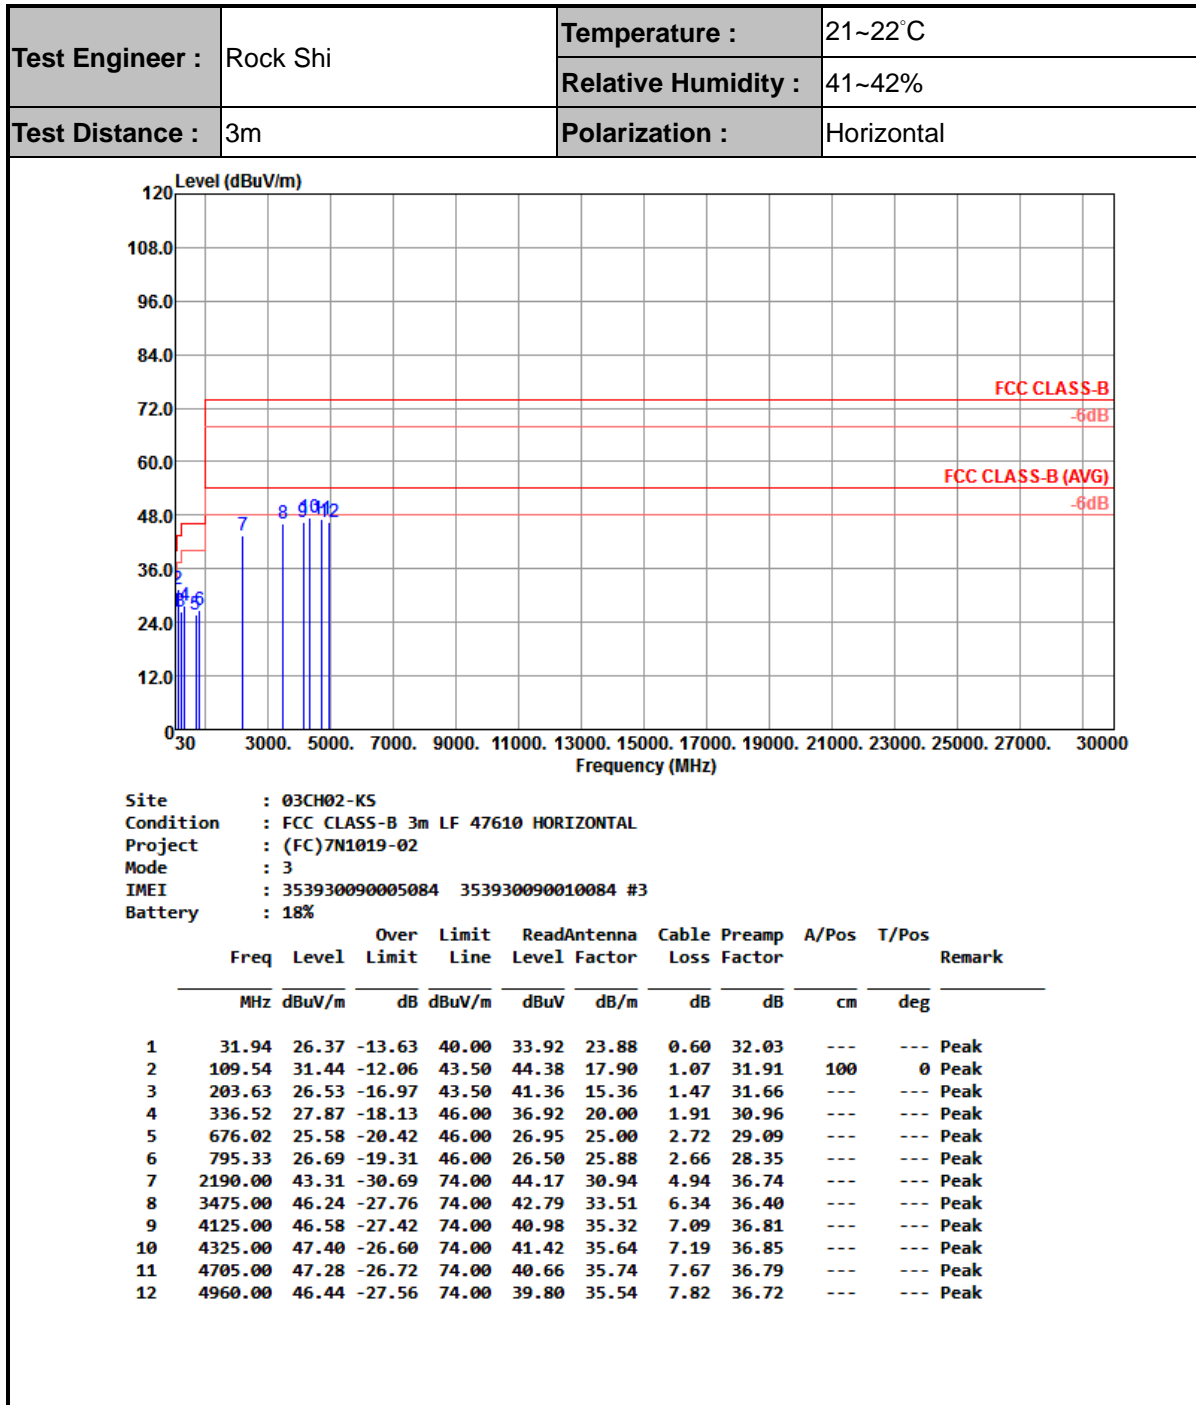 Test Engineer : Rock Shi Temperature : 21~22°C
Relative Humidity : 41~42%
Test Distance : 3m Polarization : Horizontal
Level (dBuV/m)
120
108.0
96.0
84.0
FCC CLASS-B
72.0
-6dB
60.0
FCC CLASS-B (AVG)
48.0
-6dB
36.0
24.0
12.0
0
1 2 3 4 5 6 7 8 9 10 11 12
30 3000. 5000. 7000. 9000. 11000. 13000. 15000. 17000. 19000. 21000. 23000. 25000. 27000. 30000
Frequency (MHz)
Site : 03CH02-KS
Condition : FCC CLASS-B 3m LF 47610 HORIZONTAL
Project : (FC)7N1019-02
Mode : 3
IMEI : 353930090005084 353930090010084 #3
Battery : 18%
Over Limit ReadAntenna Cable Preamp A/Pos T/Pos
Freq Level Limit Line Level Factor Loss Factor Remark
MHz dBuV/m dB dBuV/m dBuV dB/m dB dB cm deg
1 31.94 26.37 -13.63 40.00 33.92 23.88 0.60 32.03 --- --- Peak
2 109.54 31.44 -12.06 43.50 44.38 17.90 1.07 31.91 100 0 Peak
3 203.63 26.53 -16.97 43.50 41.36 15.36 1.47 31.66 --- --- Peak
4 336.52 27.87 -18.13 46.00 36.92 20.00 1.91 30.96 --- --- Peak
5 676.02 25.58 -20.42 46.00 26.95 25.00 2.72 29.09 --- --- Peak
6 795.33 26.69 -19.31 46.00 26.50 25.88 2.66 28.35 --- --- Peak
7 2190.00 43.31 -30.69 74.00 44.17 30.94 4.94 36.74 --- --- Peak
8 3475.00 46.24 -27.76 74.00 42.79 33.51 6.34 36.40 --- --- Peak
9 4125.00 46.58 -27.42 74.00 40.98 35.32 7.09 36.81 --- --- Peak
10 4325.00 47.40 -26.60 74.00 41.42 35.64 7.19 36.85 --- --- Peak
11 4705.00 47.28 -26.72 74.00 40.66 35.74 7.67 36.79 --- --- Peak
12 4960.00 46.44 -27.56 74.00 39.80 35.54 7.82 36.72 --- --- Peak